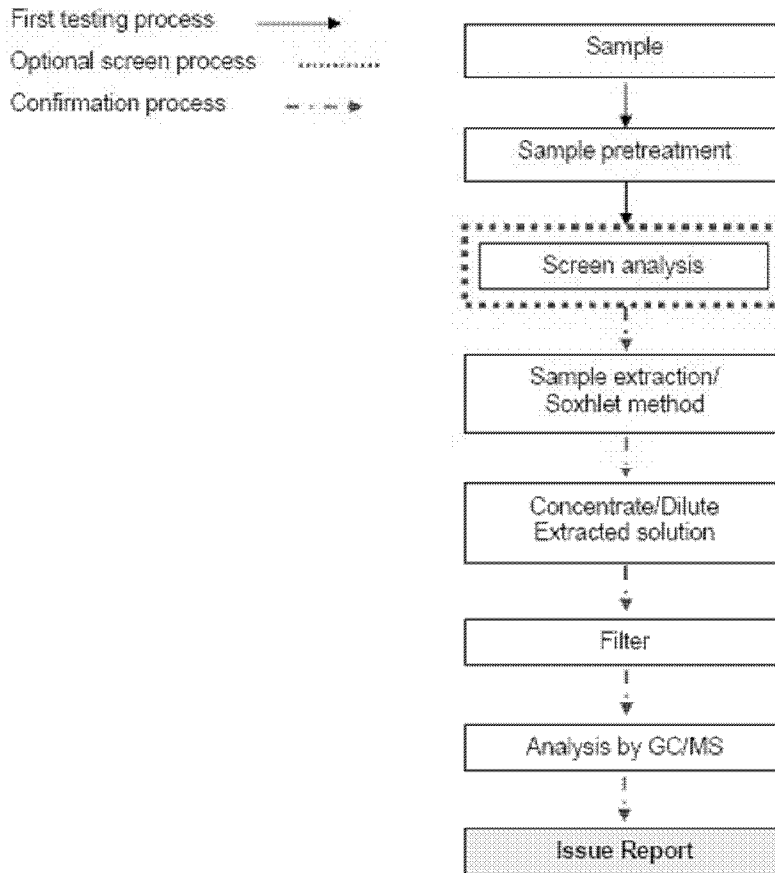 First testing process
Optional screen process
Confirmation process
Sample
Sample pretreatment
Screen analysis
Sample extraction/
Soxhlet method
Concentrate/Dilute
Extracted solution
Filter
Analysis by GC/MS
Issue Report